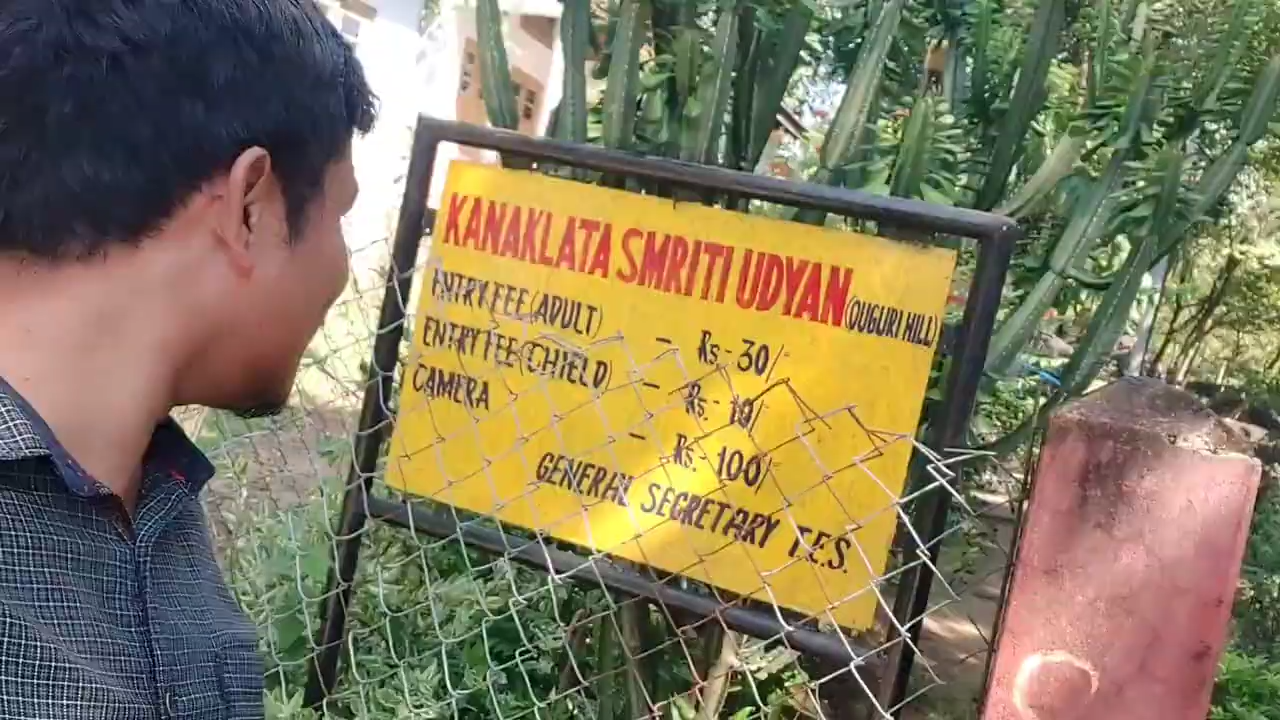 KANAKLATA SMRITI UDYAN (OUGURI HILL)
ENTRY FEE (ADULT) - Rs-30/-
ENTRY FEE (CHIELD) - Rs.-10/-
CAMERA - Rs.-100/-
GENERAL SECRETARY T.E.S.